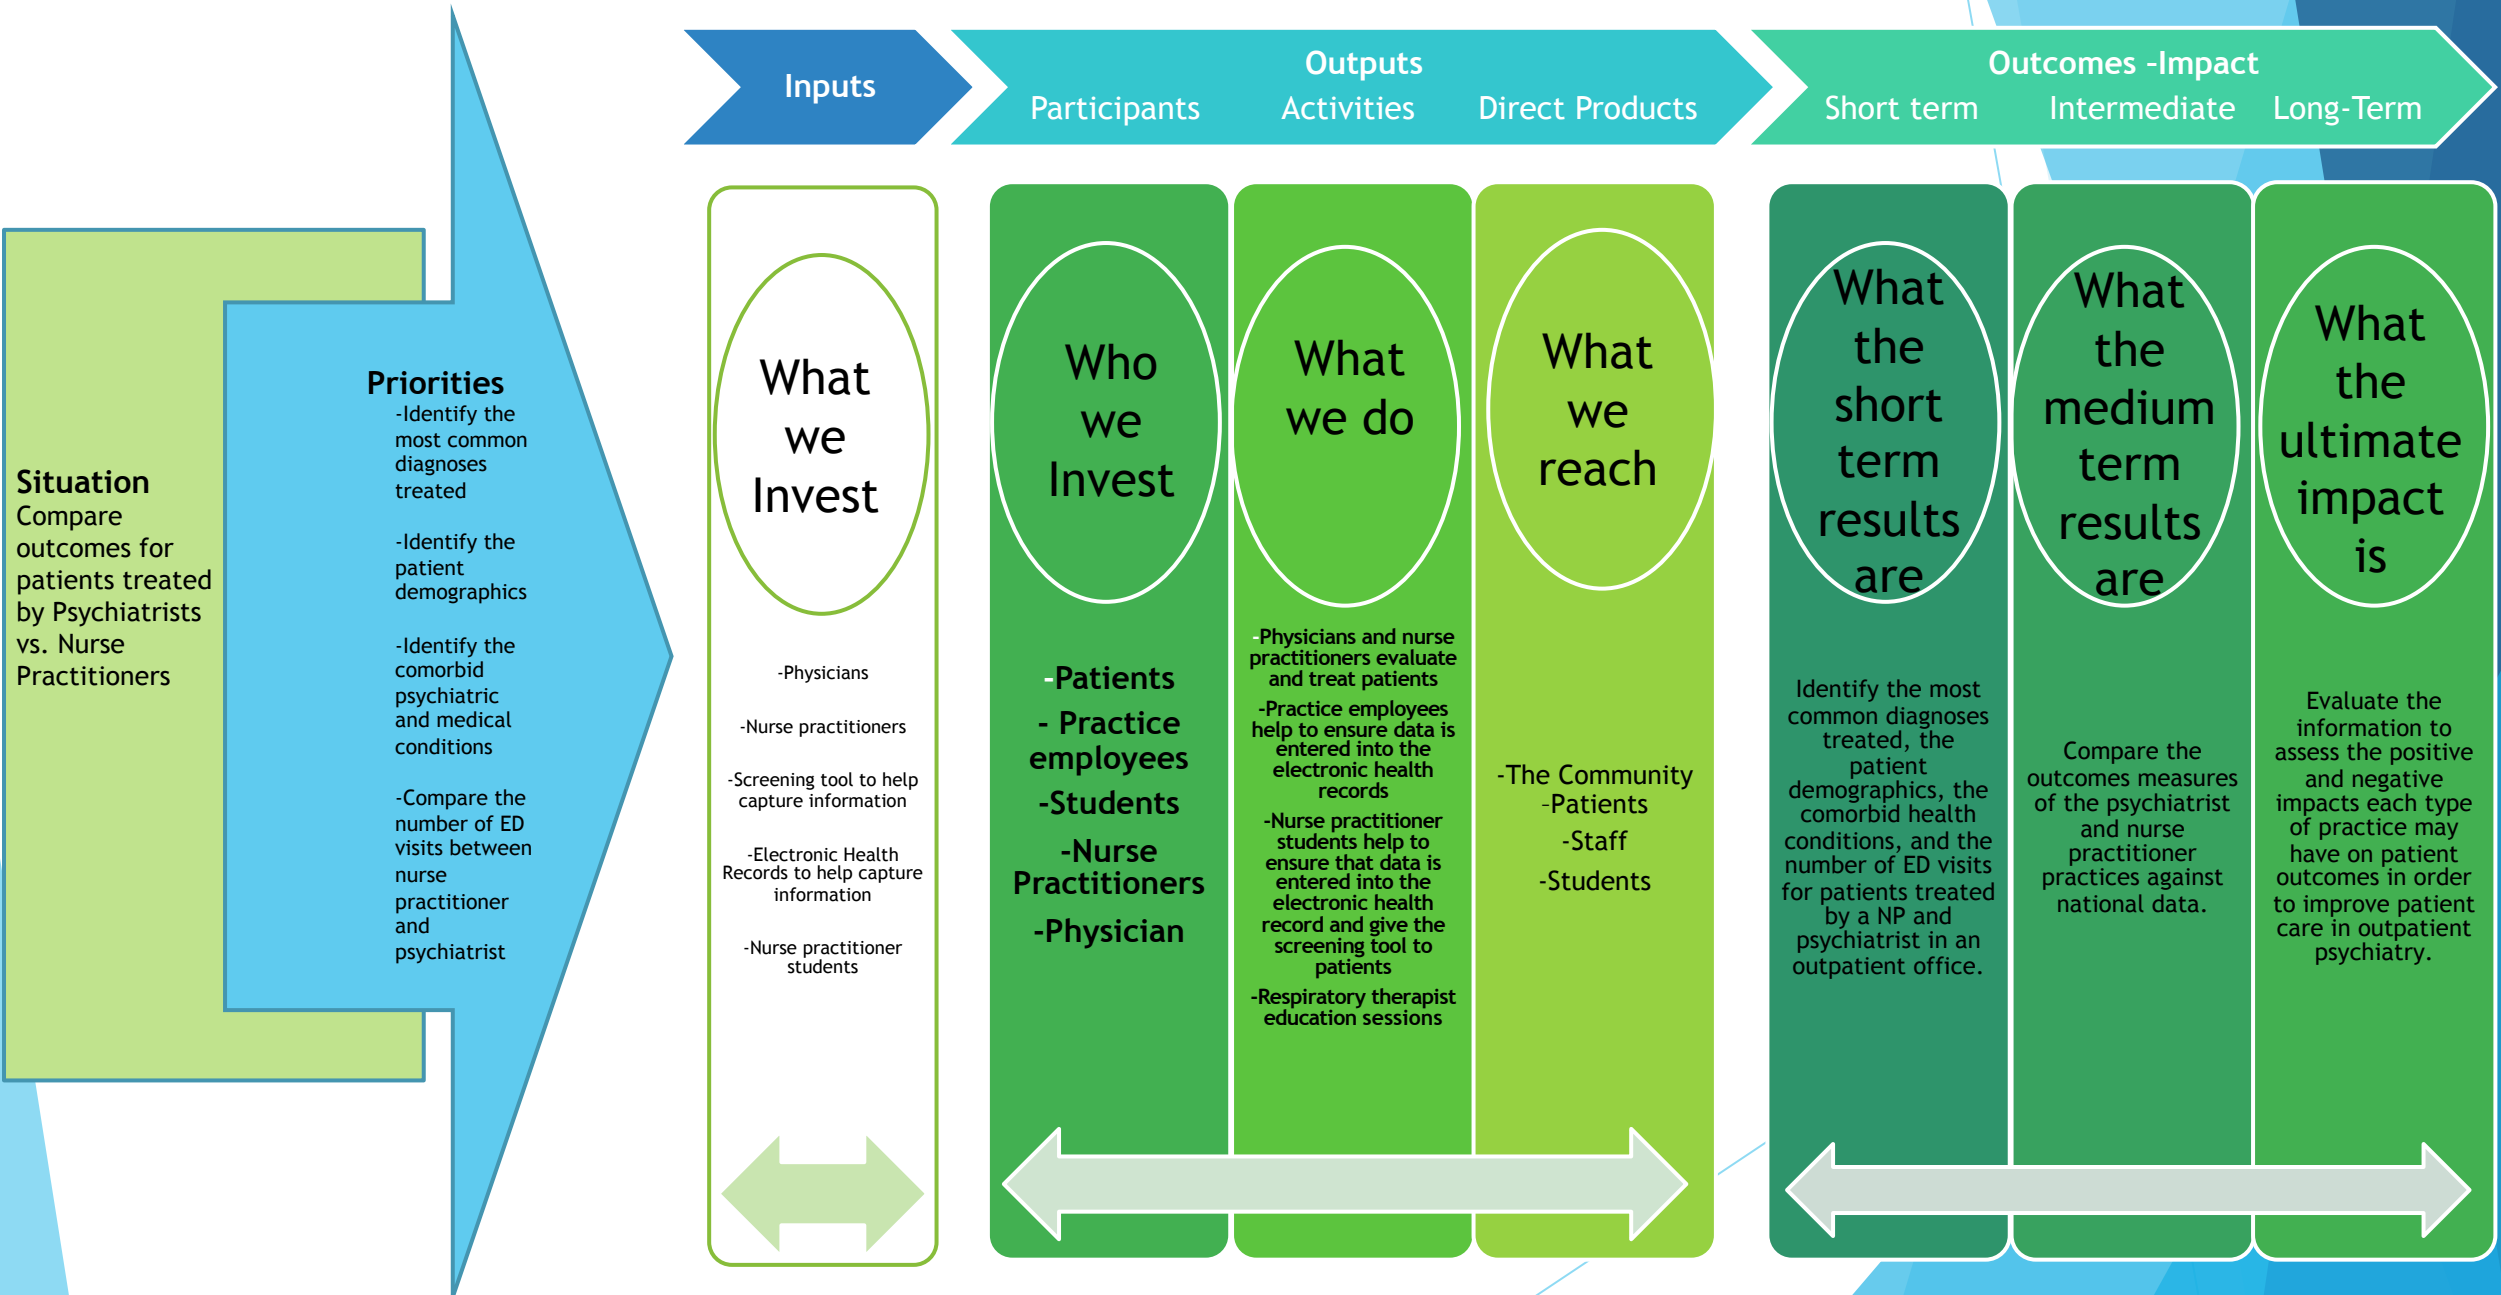 Inputs
Outputs
Participants Activities Direct Products
Outcomes -Impact
Short term Intermediate Long-Term
Situation
Compare
outcomes for
patients treated
by Psychiatrists
vs. Nurse
Practitioners
Priorities
-Identify the
most common
diagnoses
treated
-Identify the
patient
demographics
-Identify the
comorbid
psychiatric
and medical
conditions
-Compare the
number of ED
visits between
nurse
practitioner
and
psychiatrist
What
we
Invest
-Physicians
-Nurse practitioners
-Screening tool to help
capture information
-Electronic Health
Records to help capture
information
-Nurse practitioner
students
Who
we
Invest
-Patients
- Practice
employees
-Students
-Nurse
Practitioners
-Physician
What
we do
-Physicians and nurse
practitioners evaluate
and treat patients
-Practice employees
help to ensure data is
entered into the
electronic health
records
-Nurse practitioner
students help to
ensure that data is
entered into the
electronic health
record and give the
screening tool to
patients
-Respiratory therapist
education sessions
What
we
reach
-The Community
-Patients
-Staff
-Students
What
the
short
term
results
are
Identify the most
common diagnoses
treated, the
patient
demographics, the
comorbid health
conditions, and the
number of ED visits
for patients treated
by a NP and
psychiatrist in an
outpatient office.
What
the
medium
term
results
are
Compare the
outcomes measures
of the psychiatrist
and nurse
practitioner
practices against
national data.
What
the
ultimate
impact
is
Evaluate the
information to
assess the positive
and negative
impacts each type
of practice may
have on patient
outcomes in order
to improve patient
care in outpatient
psychiatry.